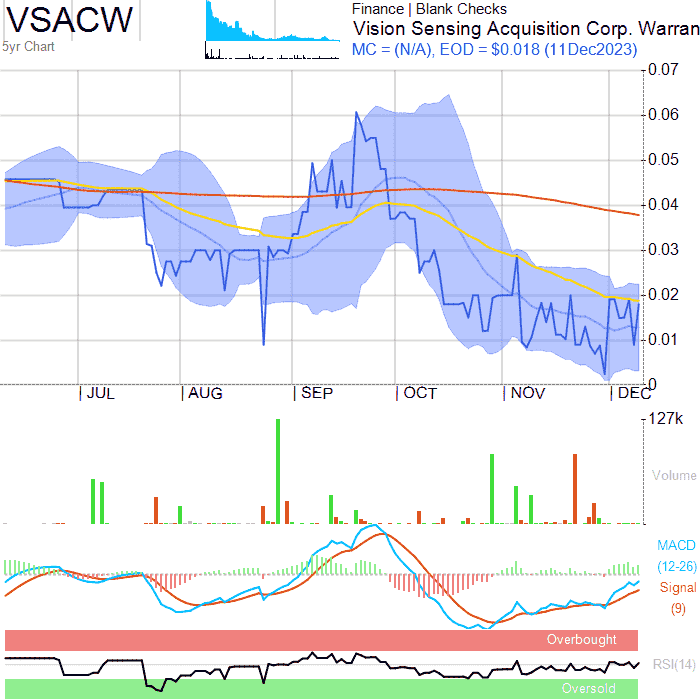 VSACW
5yr Chart
Finance | Blank Checks
Vision Sensing Acquisition Corp. Warran
MC = (N/A), EOD = $0.018 (11Dec2023)
0.07
0.06
0.05
0.04
0.03
0.02
0.01
0
JUL AUG SEP OCT NOV DEC
127k
Volume
MACD
(12-26)
Signal
(9)
Overbought
RSI(14)
Oversold